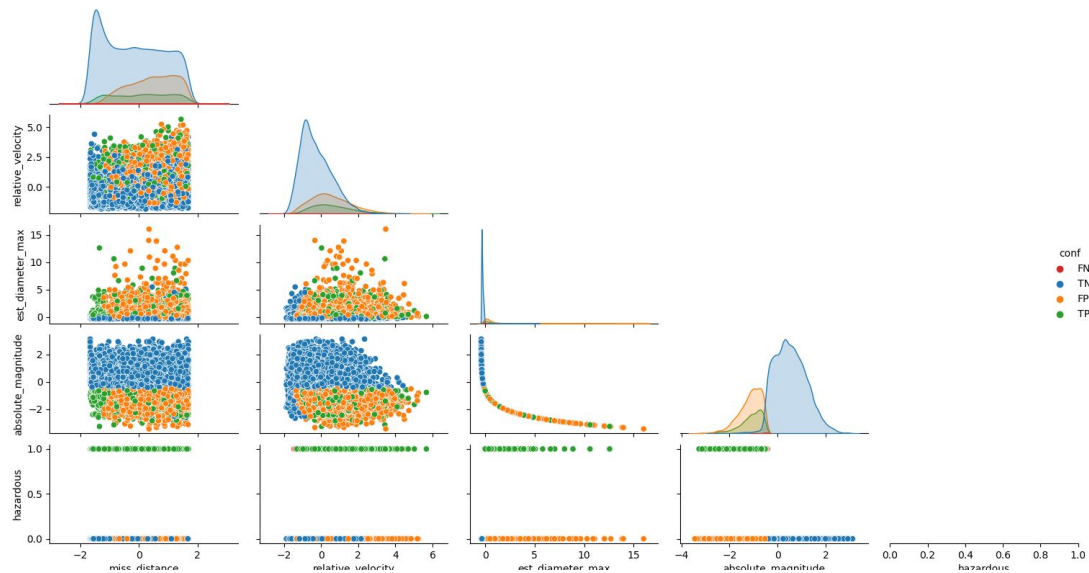 relative_velocity
5.0
2.5
0.0
est_diameter_max
15
10
5
0
conf
FN
TN
FP
TP
absolute_magnitude
2
0
−2
hazardous
1.0
0.5
0.0
−2 0 2
−2 0 2 4 6
0 5 10 15
−4 −2 0 2
0.0 0.2 0.4 0.6 0.8 1.0
miss_distance
relative_velocity
est_diameter_max
absolute_magnitude
hazardous